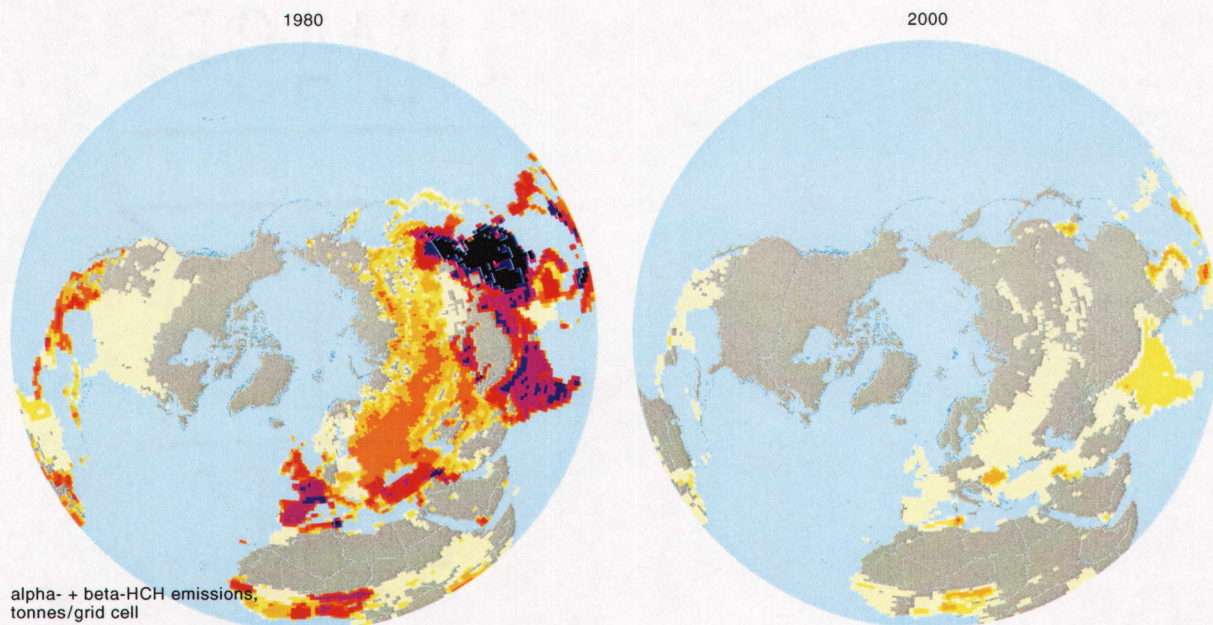 1980
2000
alpha- + beta-HCH emissions,
tonnes/grid cell